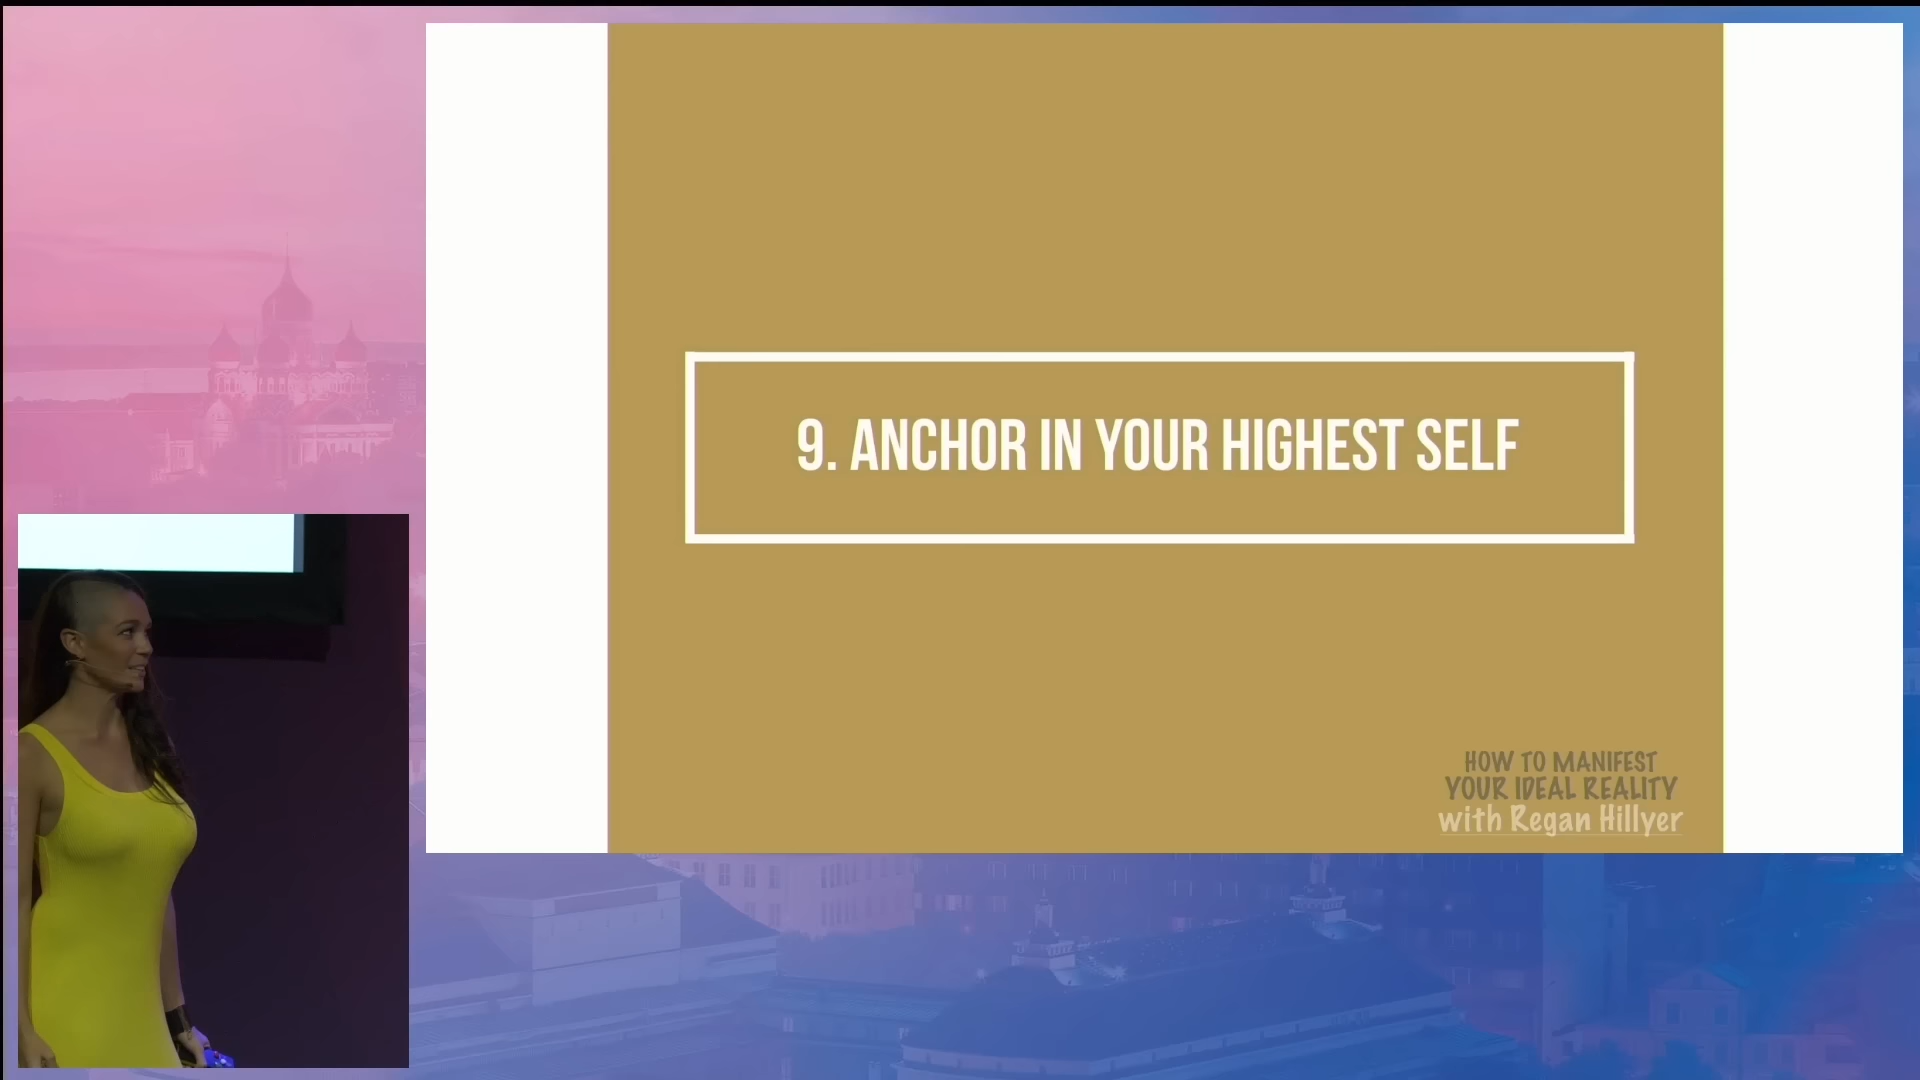 9. ANCHOR IN YOUR HIGHEST SELF
HOW TO MANIFEST
YOUR IDEAL REALITY
with Regan Hillyer